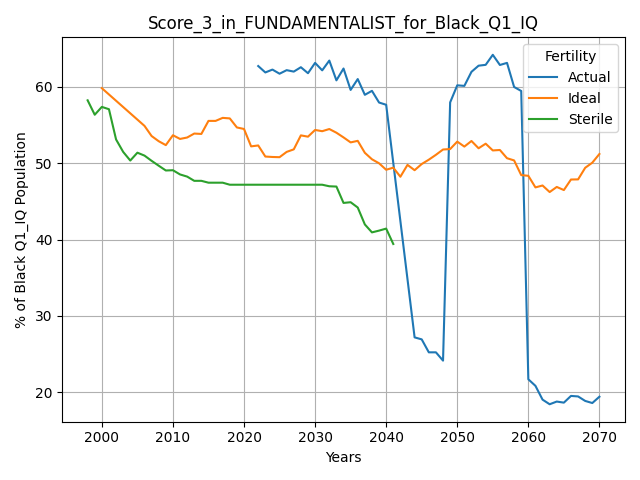 Score_3_in_FUNDAMENTALIST_for_Black_Q1_IQ
% of Black Q1_IQ Population
60
50
40
30
20
Fertility
Actual
Ideal
Sterile
2000 2010 2020 2030 2040 2050 2060 2070
Years